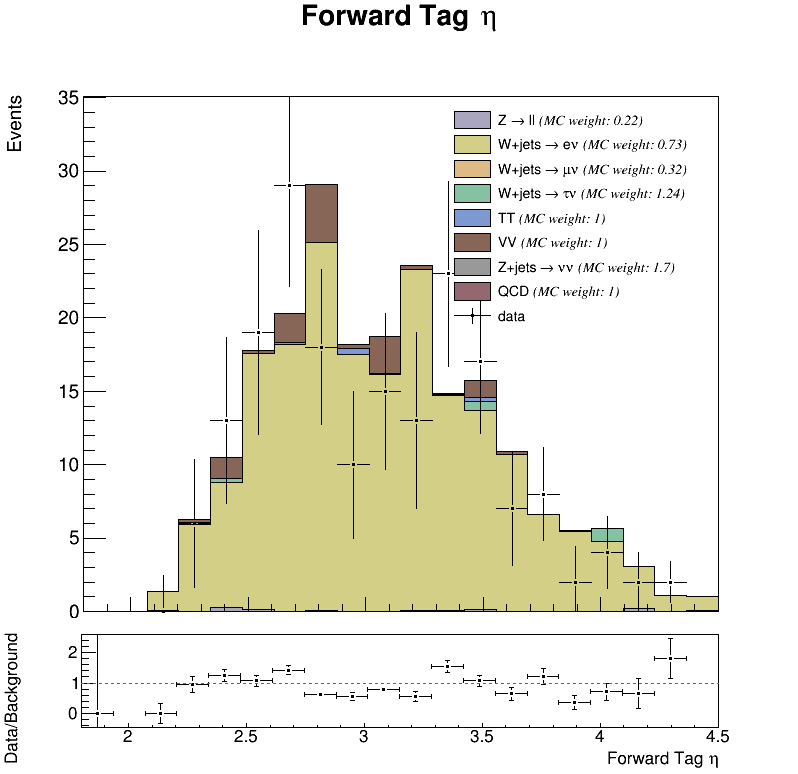 Forward Tag η
Events
35
30
25
20
15
10
5
0
Z → ll (MC weight: 0.22)
W+jets → eν (MC weight: 0.73)
W+jets → μν (MC weight: 0.32)
W+jets → τν (MC weight: 1.24)
TT (MC weight: 1)
VV (MC weight: 1)
Z+jets → νν (MC weight: 1.7)
QCD (MC weight: 1)
data
Data/Background
2
1
0
2 2.5 3 3.5 4 4.5
Forward Tag η